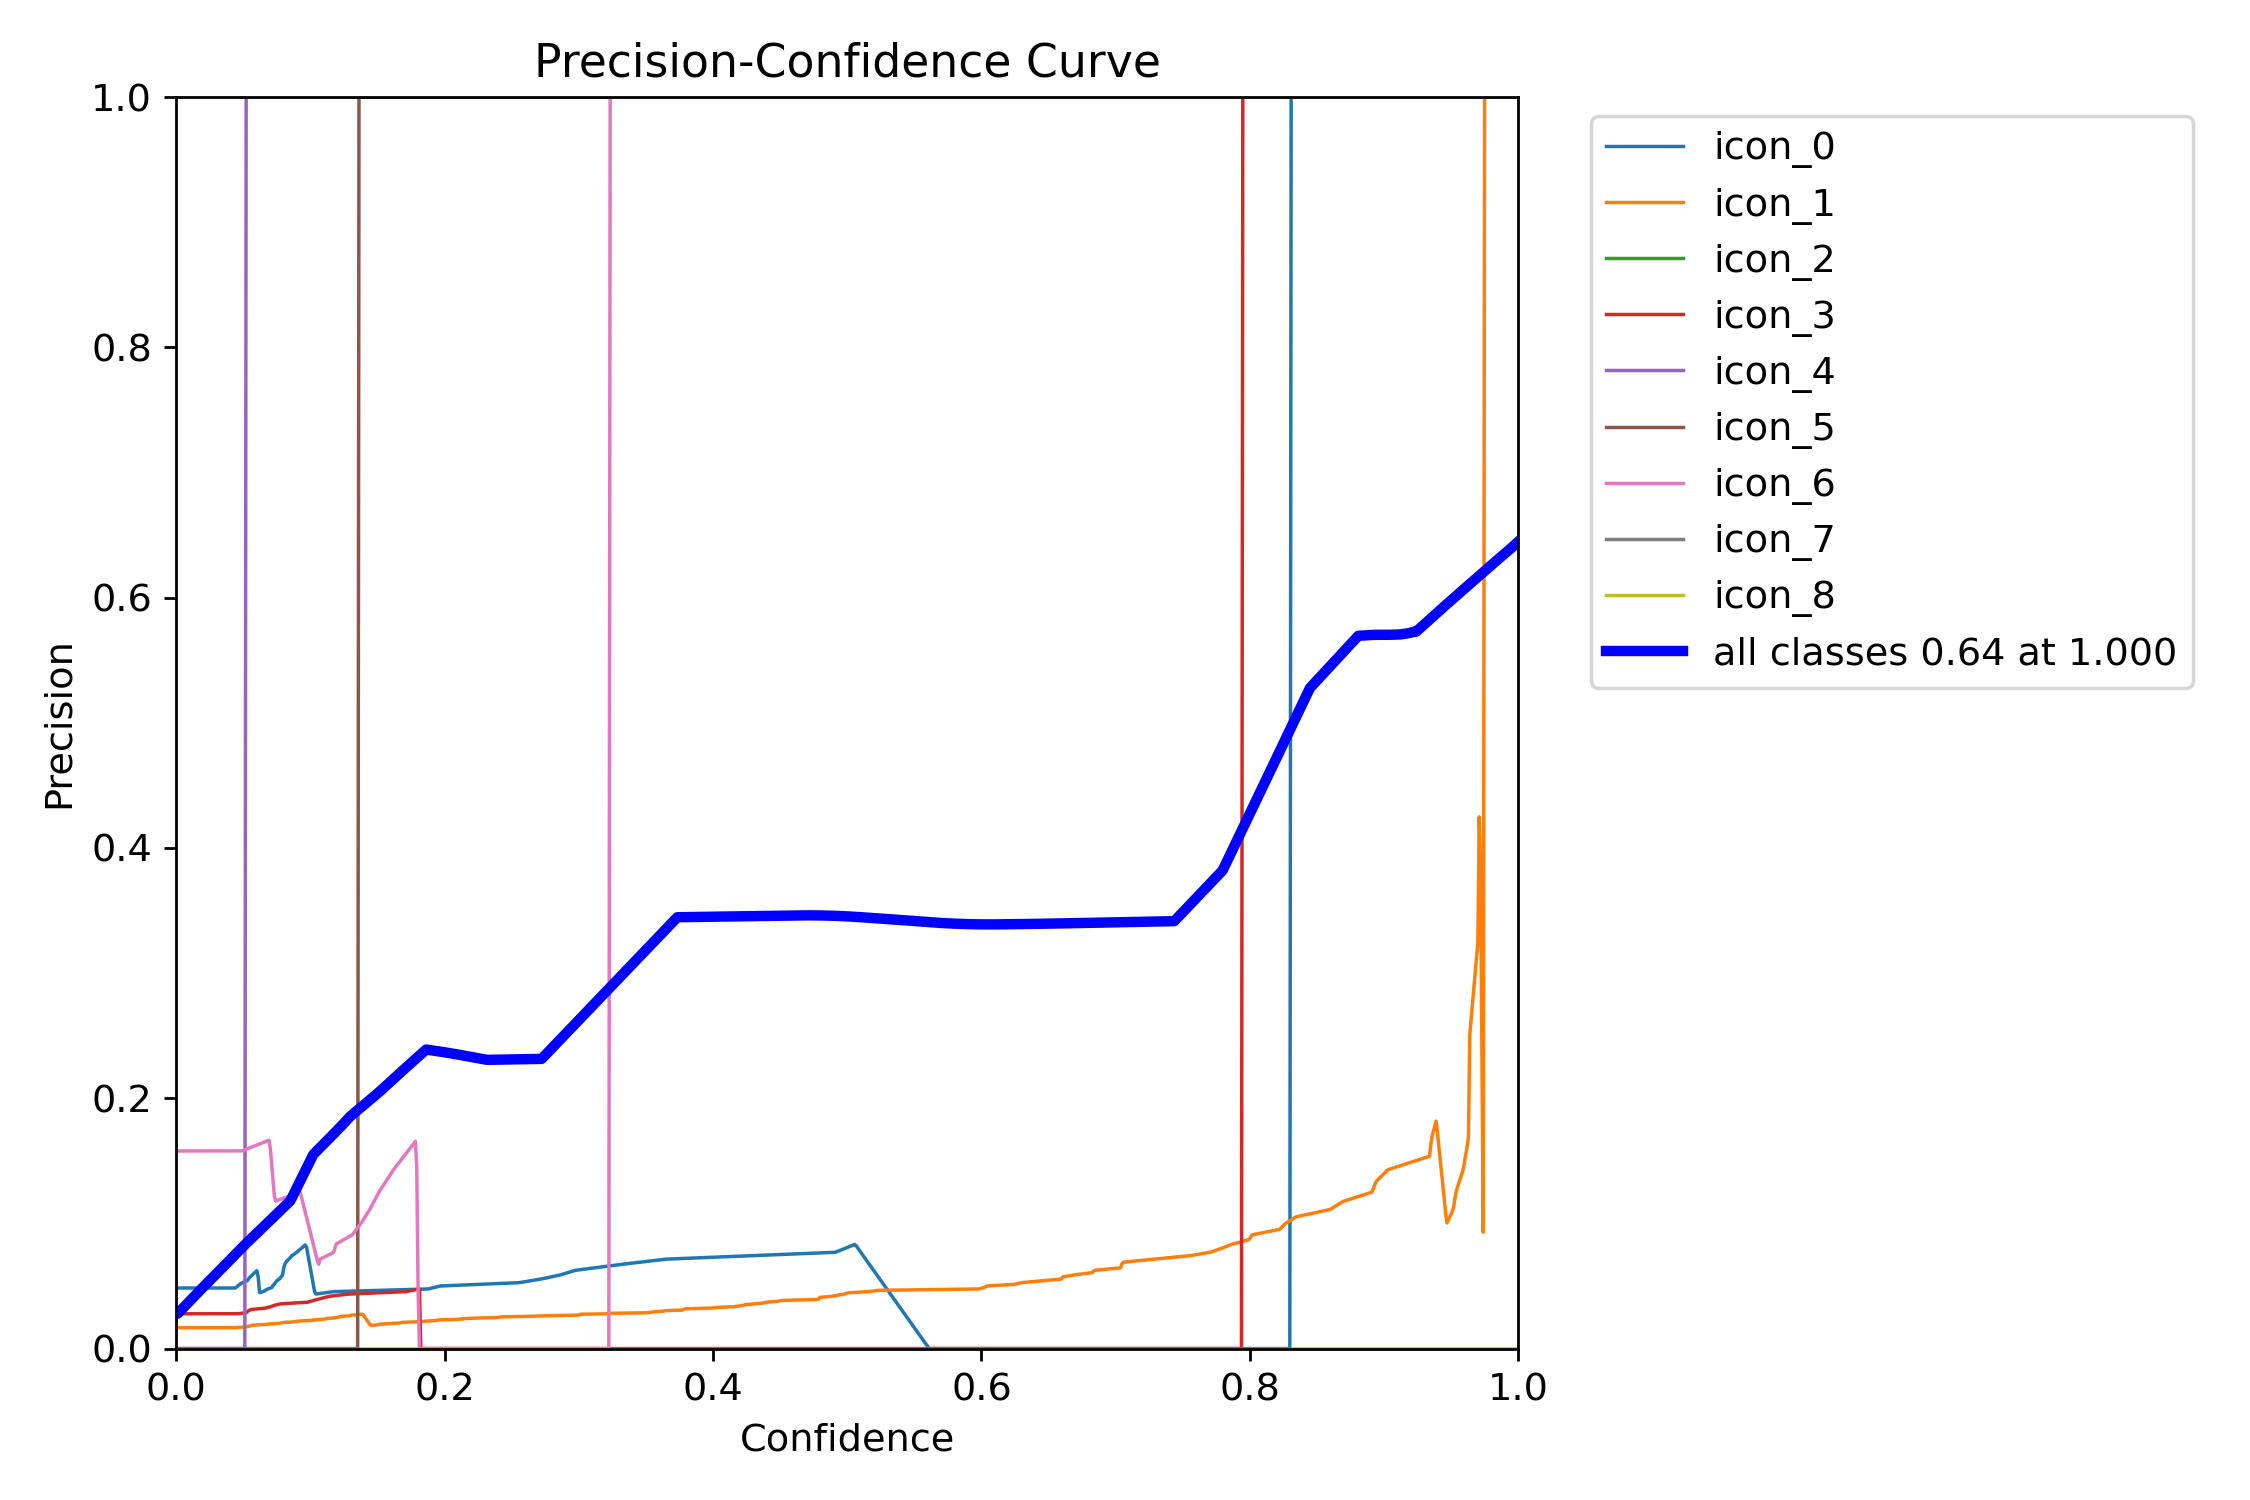 Precision-Confidence Curve
1.0
0.8
0.6
0.4
0.2
0.0
Precision
0.0 0.2 0.4 0.6 0.8 1.0
Confidence
icon_0
icon_1
icon_2
icon_3
icon_4
icon_5
icon_6
icon_7
icon_8
all classes 0.64 at 1.000